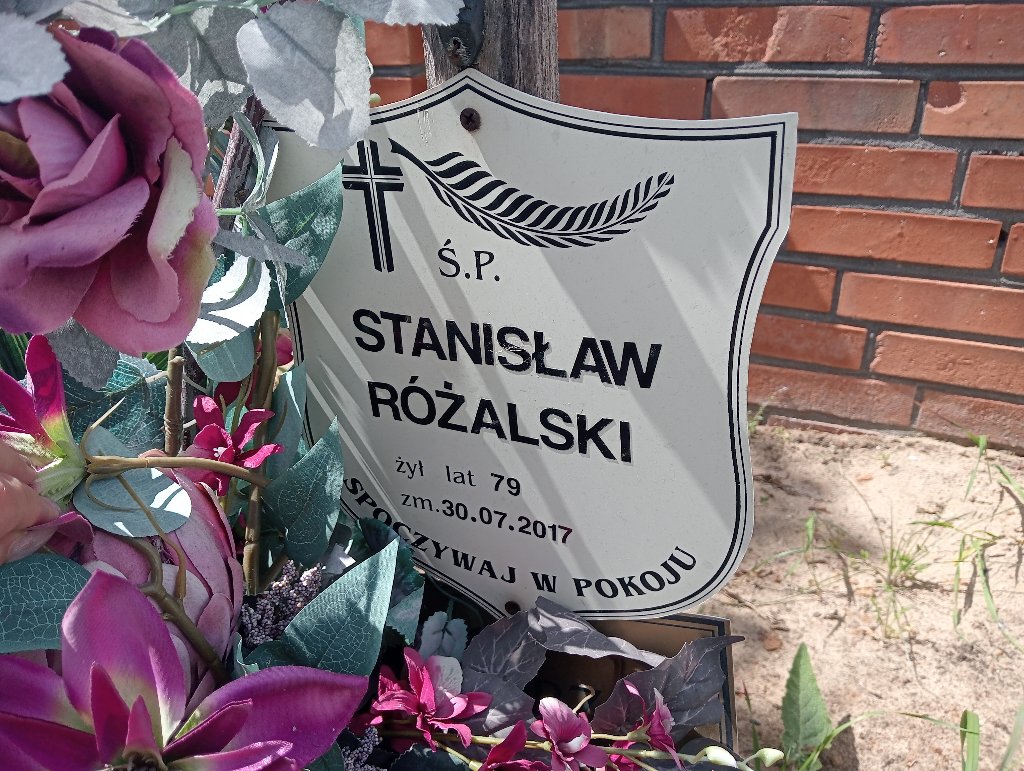 Ś.P.
STANISŁAW
RÓŻALSKI
żył lat 79
zm. 30.07.2017
SPOCZYWAJ W POKOJU